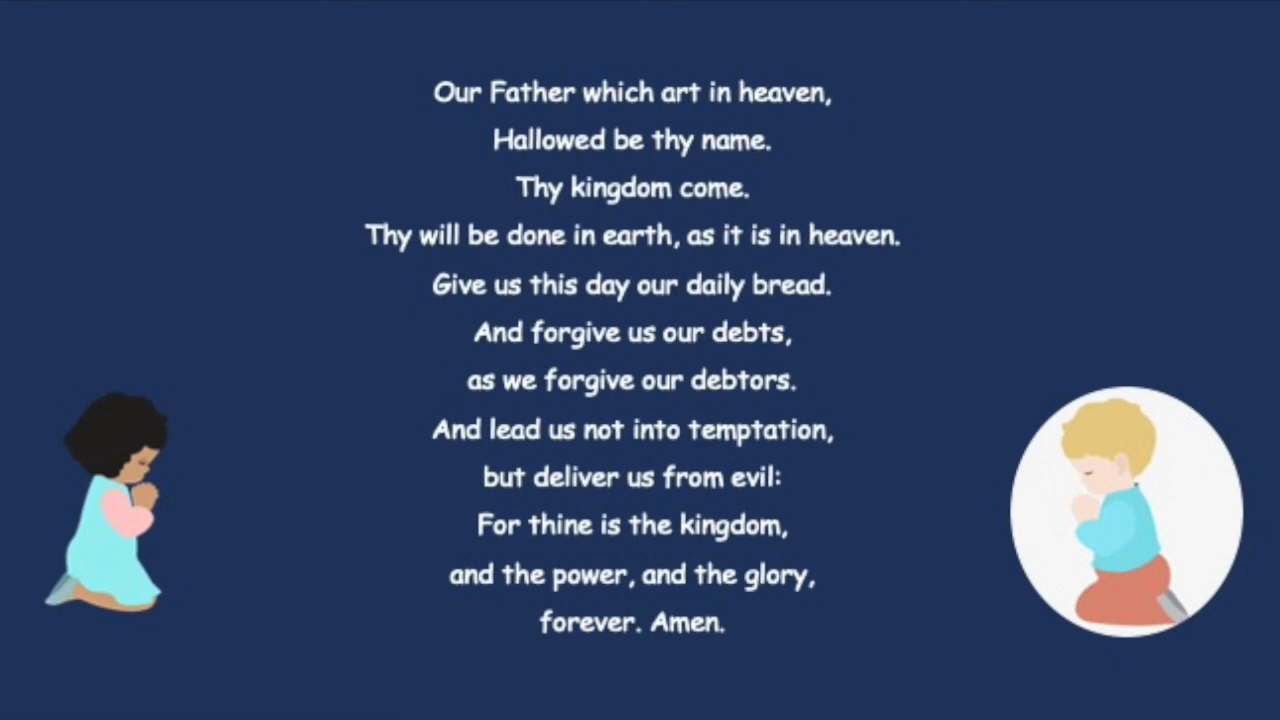 Our Father which art in heaven,
Hallowed be thy name.
Thy kingdom come.
Thy will be done in earth, as it is in heaven.
Give us this day our daily bread.
And forgive us our debts,
as we forgive our debtors.
And lead us not into temptation,
but deliver us from evil:
For thine is the kingdom,
and the power, and the glory,
forever. Amen.